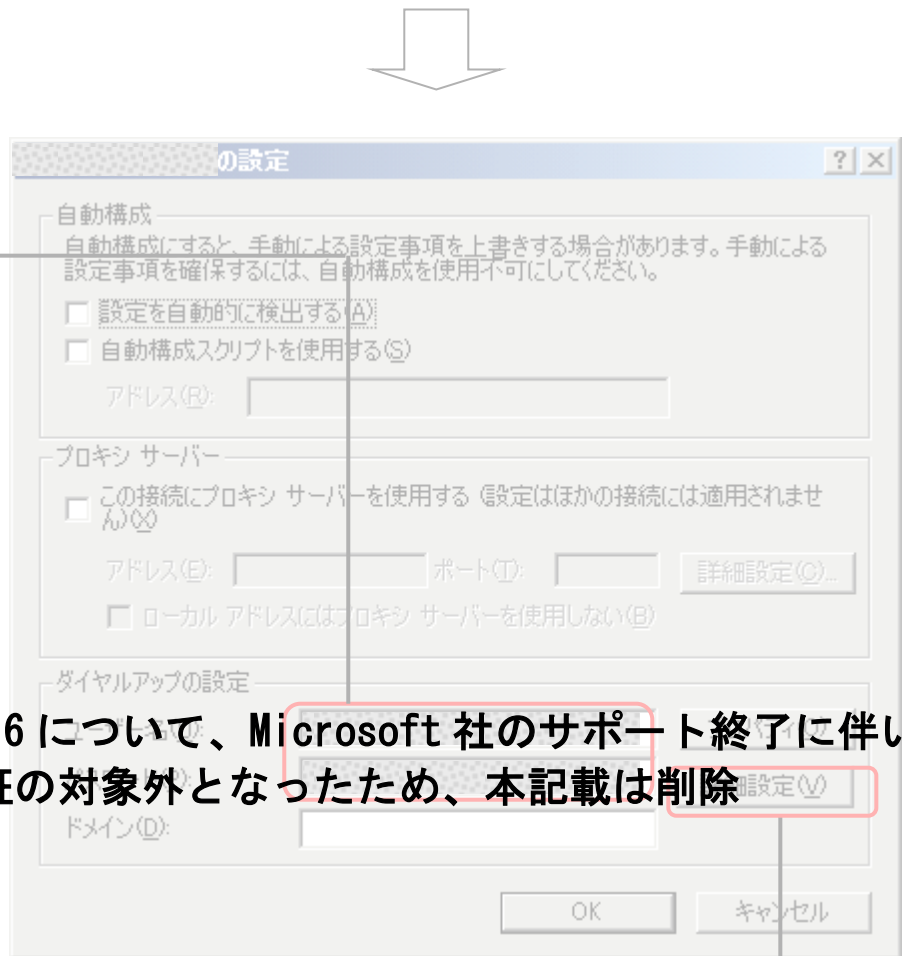 の設定
自動構成
自動構成にすると、手動による設定事項を上書きする場合があります。手動による
設定事項を確保するには、自動構成を使用不可にしてください。
設定を自動的に検出する(A)
自動構成スクリプトを使用する(S)
アドレス(R):
プロキシ サーバー
この接続にプロキシ サーバーを使用する (設定はほかの接続には適用されませ
ん)(X)
アドレス(E): ポート(T): 詳細設定(C)...
ローカル アドレスにはプロキシ サーバーを使用しない(B)
ダイヤルアップの設定
6 について、Microsoft 社のサポート終了に伴い
の対象外となったため、本記載は削除
細設定(V)
ドメイン(D):
OK キャンセル